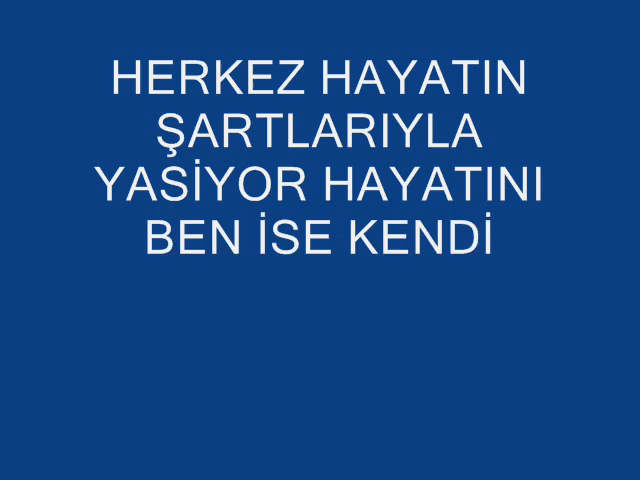 HERKEZ HAYATIN
ŞARTLARIYLA
YASİYOR HAYATINI
BEN İSE KENDİ